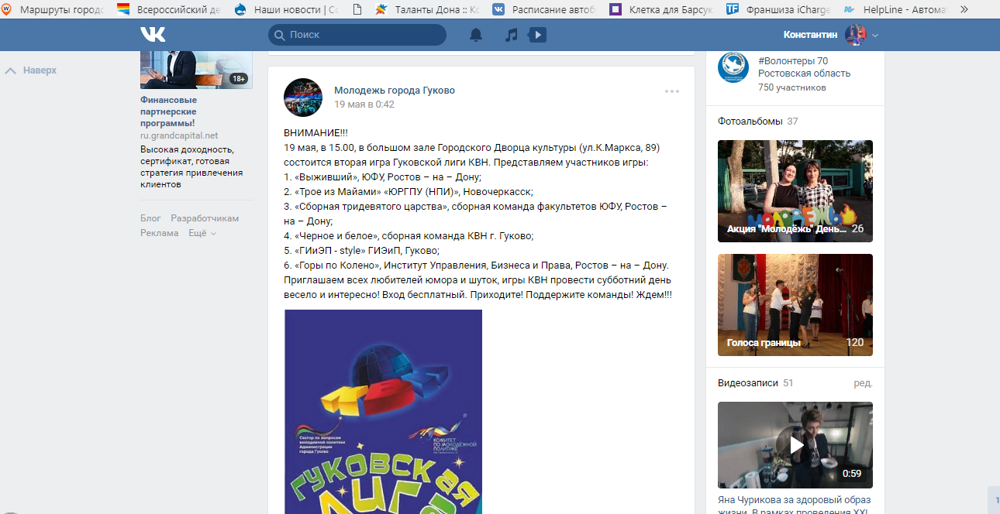 Маршруты городс
Всероссийский де
Наши новости | Со
Таланты Дона :: Ко
Расписание автобу
Клетка для Барсук
Франшиза iCharge
HelpLine - Автомат
Поиск
Константин
Наверх
18+
Финансовые
партнерские
программы!
ru.grandcapital.net
Высокая доходность,
сертификат, готовая
стратегия привлечения
клиентов
Блог Разработчикам
Реклама Ещё
Молодежь города Гуково
19 мая в 0:42
ВНИМАНИЕ!!!
19 мая, в 15.00, в большом зале Городского Дворца культуры (ул.К.Маркса, 89)
состоится вторая игра Гуковской лиги КВН. Представляем участников игры:
1. «Выживший», ЮФУ, Ростов – на – Дону;
2. «Трое из Майами» «ЮРГПУ (НПИ)», Новочеркасск;
3. «Сборная тридевятого царства», сборная команда факультетов ЮФУ, Ростов –
на – Дону;
4. «Черное и белое», сборная команда КВН г. Гуково;
5. «ГИиЭП - style» ГИЭиП, Гуково;
6. «Горы по Колено», Институт Управления, Бизнеса и Права, Ростов – на – Дону.
Приглашаем всех любителей юмора и шуток, игры КВН провести субботний день
весело и интересно! Вход бесплатный. Приходите! Поддержите команды! Ждем!!!
КВН
Сектор по вопросам
молодежной политики
Администрации
города Гуково
КОМИТЕТ
ПО МОЛОДЁЖНОЙ
ПОЛИТИКЕ
ГУКОВСКАЯ
ЛИГА
#Волонтеры 70
Ростовская область
750 участников
Фотоальбомы 37
МОЛОДЁЖЬ
Акция "Молодёжь" День... 26
Голоса границы 120
Видеозаписи 51 ред.
0:59
Яна Чурикова за здоровый образ
жизни. В рамках проведения XXI
1